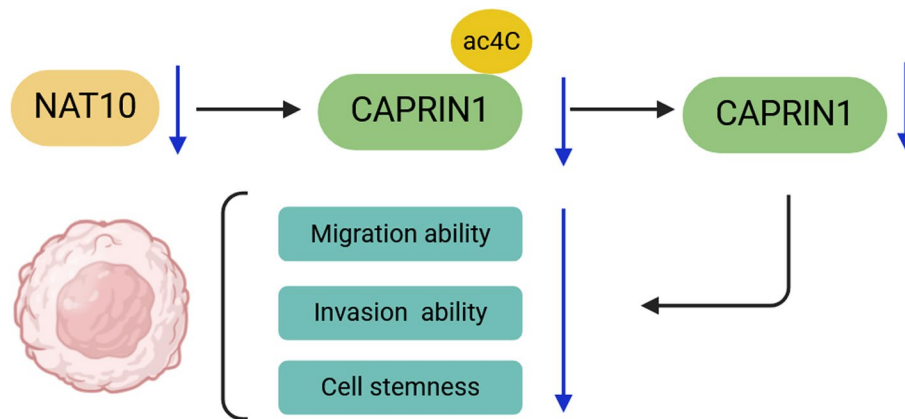 ac4C
NAT10
CAPRIN1
CAPRIN1
Migration ability
Invasion ability
Cell stemness